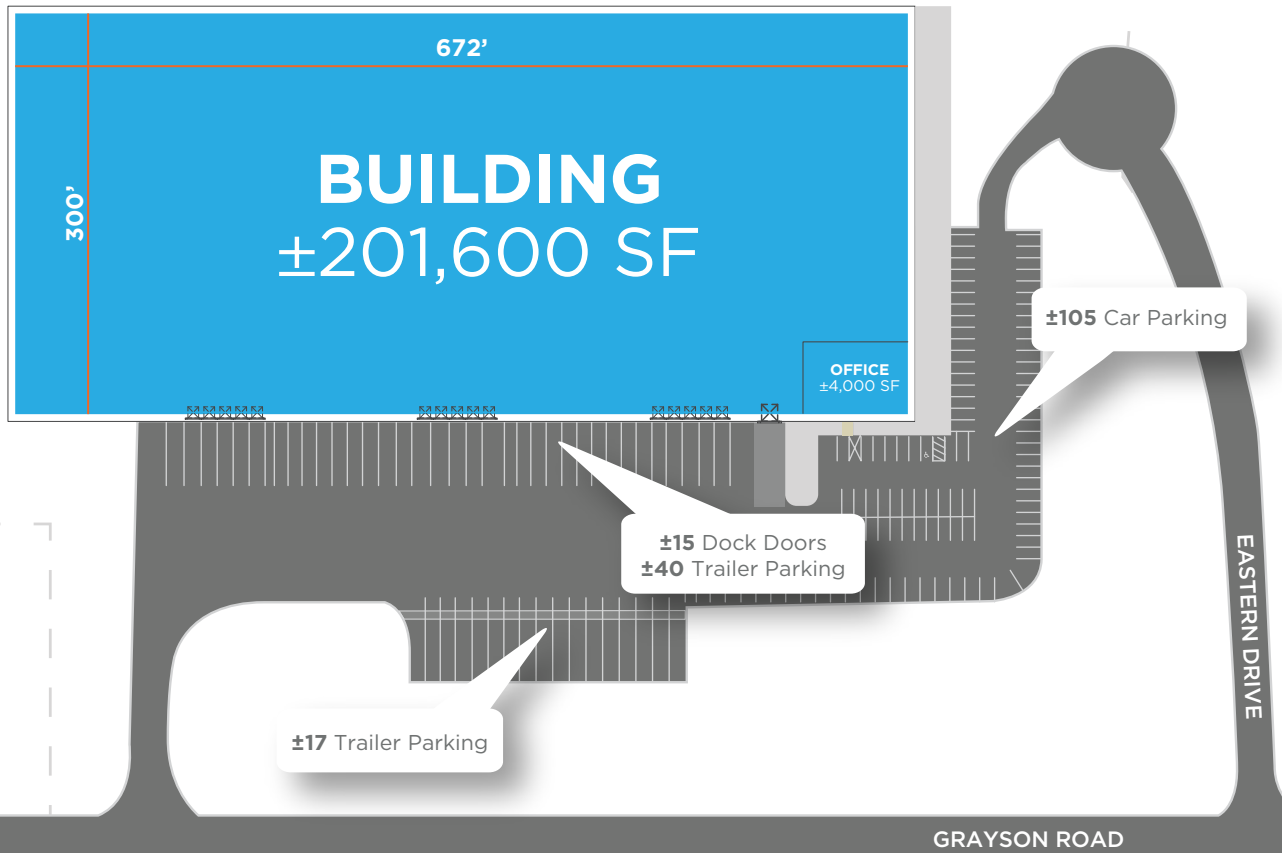 672’
300’
BUILDING
±201,600 SF
OFFICE
±4,000 SF
±105 Car Parking
±15 Dock Doors
±40 Trailer Parking
±17 Trailer Parking
EASTERN DRIVE
GRAYSON ROAD